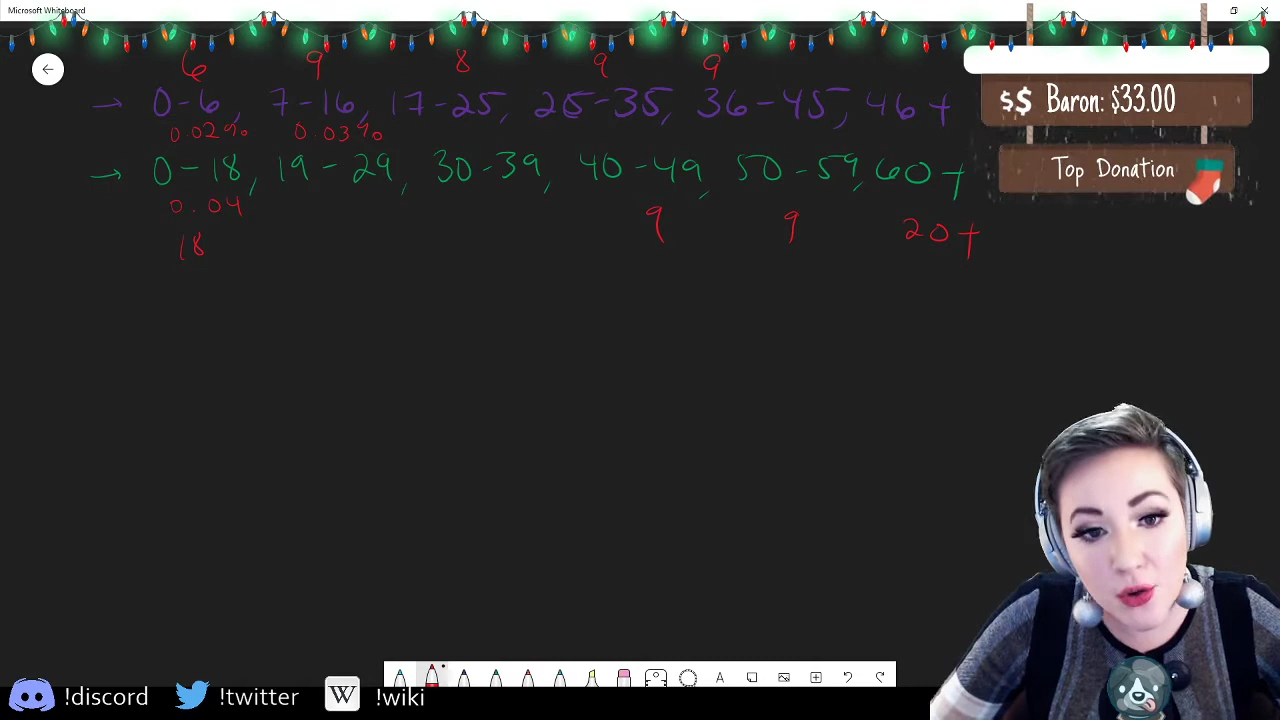 Microsoft Whiteboard
6 9 8 9 9
→ 0-6, 7-16, 17-25, 25-35, 36-45, 46+
0.02% 0.03%
→ 0-18, 19-29, 30-39, 40-49, 50-59, 60+
0.04
18 9 9 20+
$$ Baron: $33.00
Top Donation
A
!discord !twitter W !wiki